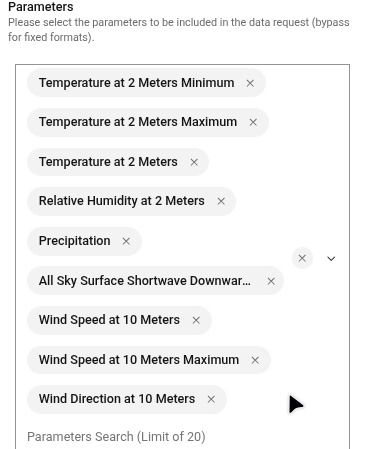 Parameters
Please select the parameters to be included in the data request (bypass
for fixed formats).
Temperature at 2 Meters Minimum
Temperature at 2 Meters Maximum
Temperature at 2 Meters
Relative Humidity at 2 Meters
Precipitation
All Sky Surface Shortwave Downwar...
Wind Speed at 10 Meters
Wind Speed at 10 Meters Maximum
Wind Direction at 10 Meters
Parameters Search (Limit of 20)